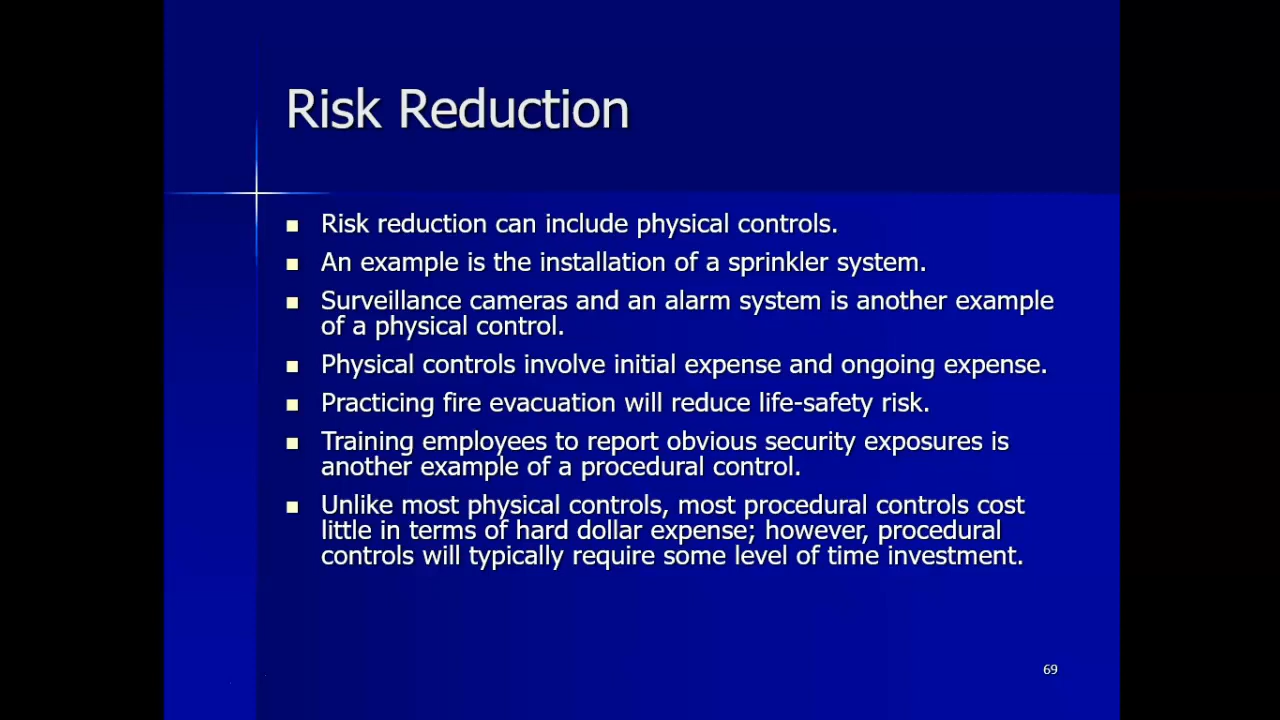 Risk Reduction
Risk reduction can include physical controls.
An example is the installation of a sprinkler system.
Surveillance cameras and an alarm system is another example
of a physical control.
Physical controls involve initial expense and ongoing expense.
Practicing fire evacuation will reduce life-safety risk.
Training employees to report obvious security exposures is
another example of a procedural control.
Unlike most physical controls, most procedural controls cost
little in terms of hard dollar expense; however, procedural
controls will typically require some level of time investment.
69